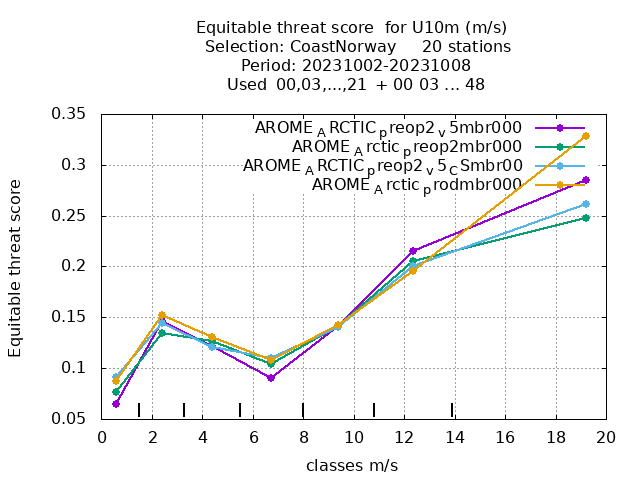 Equitable threat score  for U10m (m/s)
Selection: CoastNorway     20 stations
Period: 20231002-20231008
Used  00,03,...,21  + 00 03 ... 48
0.35
0.3
0.25
0.2
0.15
0.1
0.05
Equitable threat score
AROME_ARCTIC_preop2_v5mbr000
AROME_Arctic_preop2mbr000
AROME_ARCTIC_preop2_v5_CSmbr00
AROME_Arctic_prodmbr000
0 2 4 6 8 10 12 14 16 18 20
classes m/s